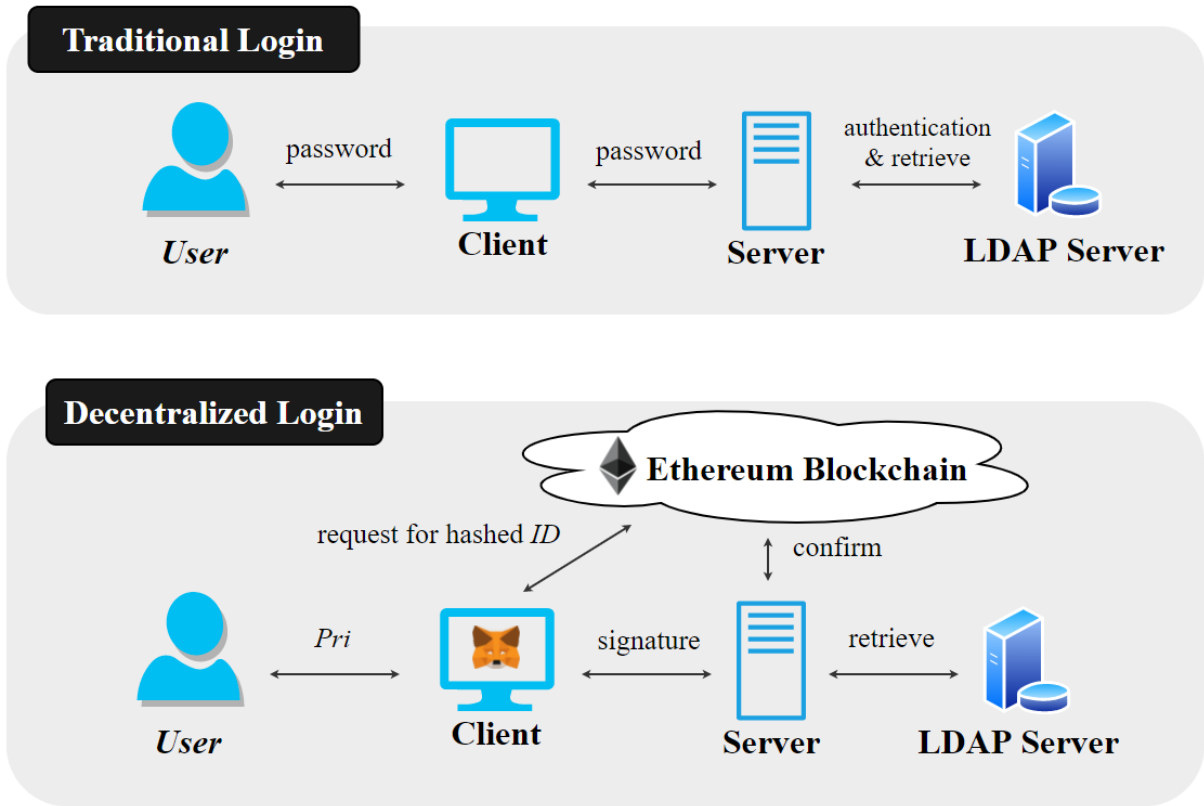 Traditional Login
password
password
authentication
& retrieve
User
Client
Server
LDAP Server
Decentralized Login
Ethereum Blockchain
request for hashed ID
confirm
Pri
signature
retrieve
User
Client
Server
LDAP Server